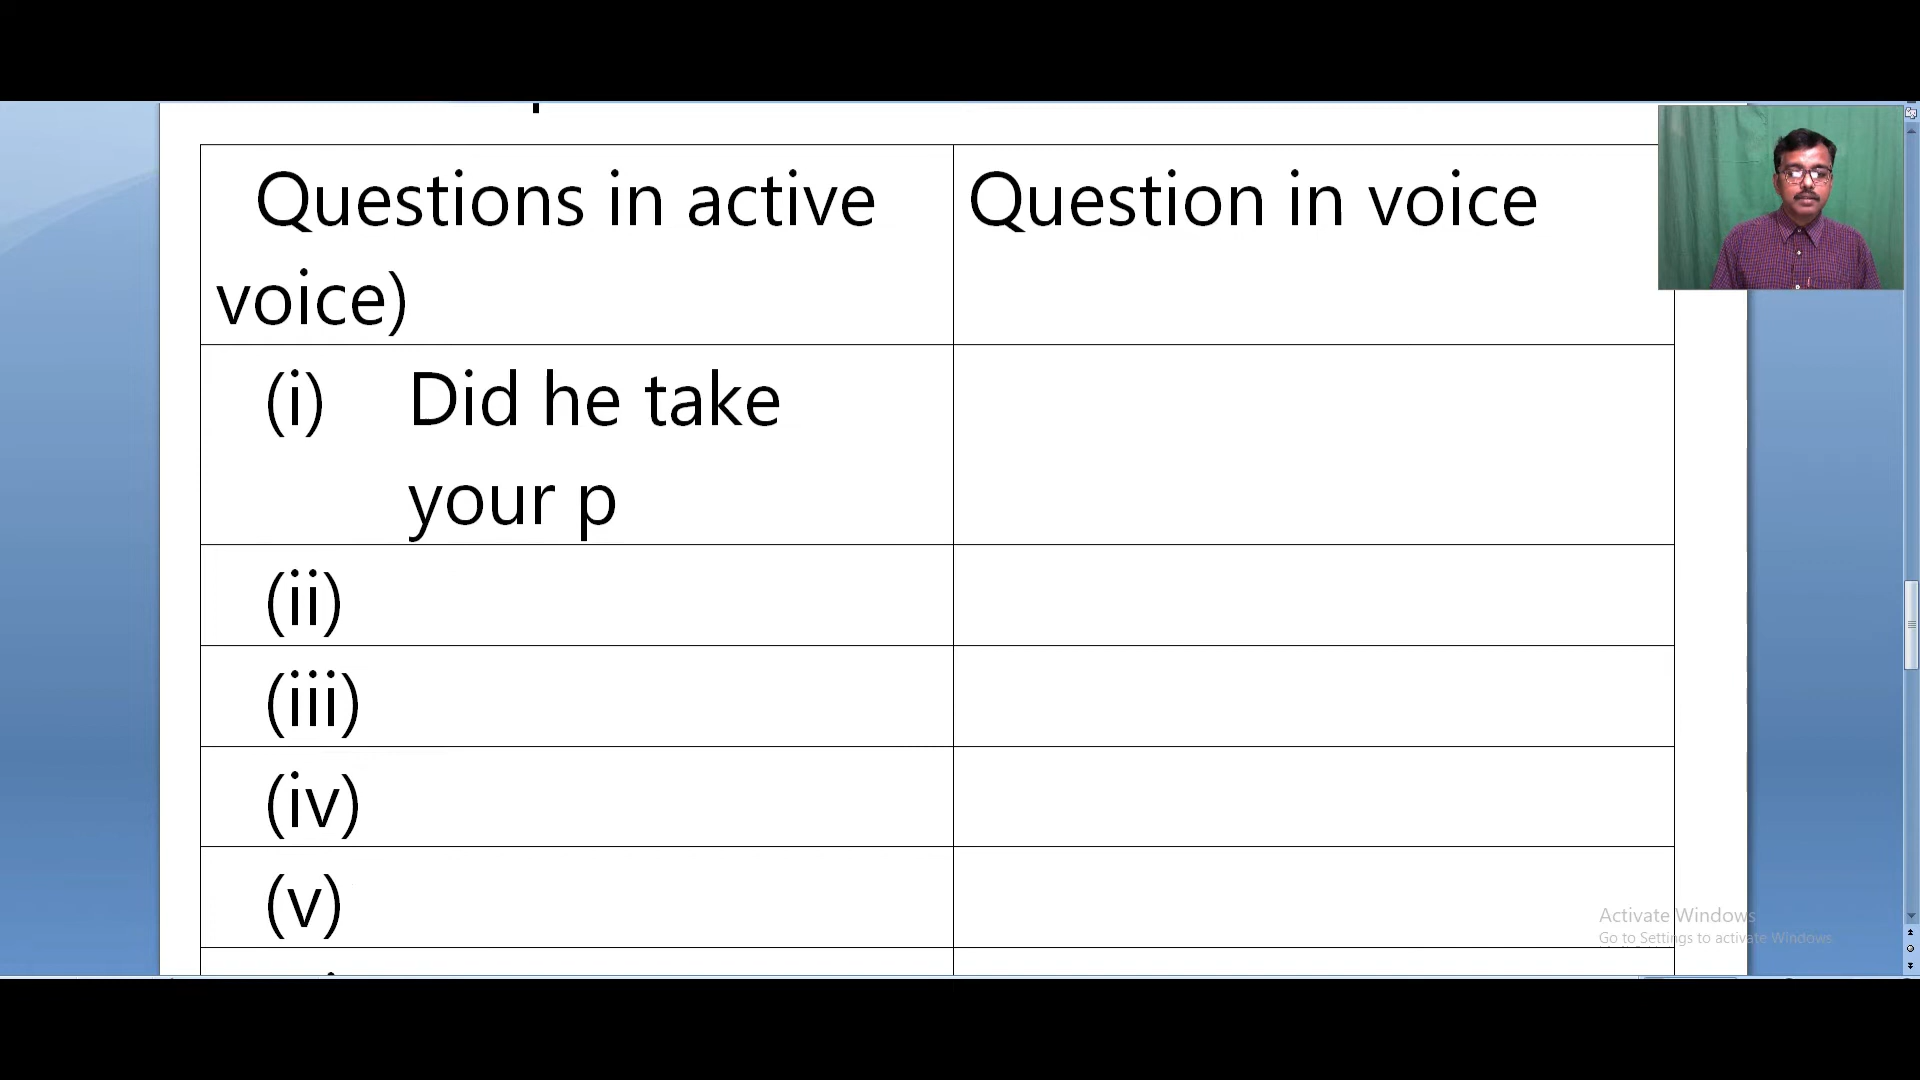 Questions in active
voice)
Question in voice
(i) Did he take
your p
(ii)
(iii)
(iv)
(v)
Activate Windows
Go to Settings to activate Windows.